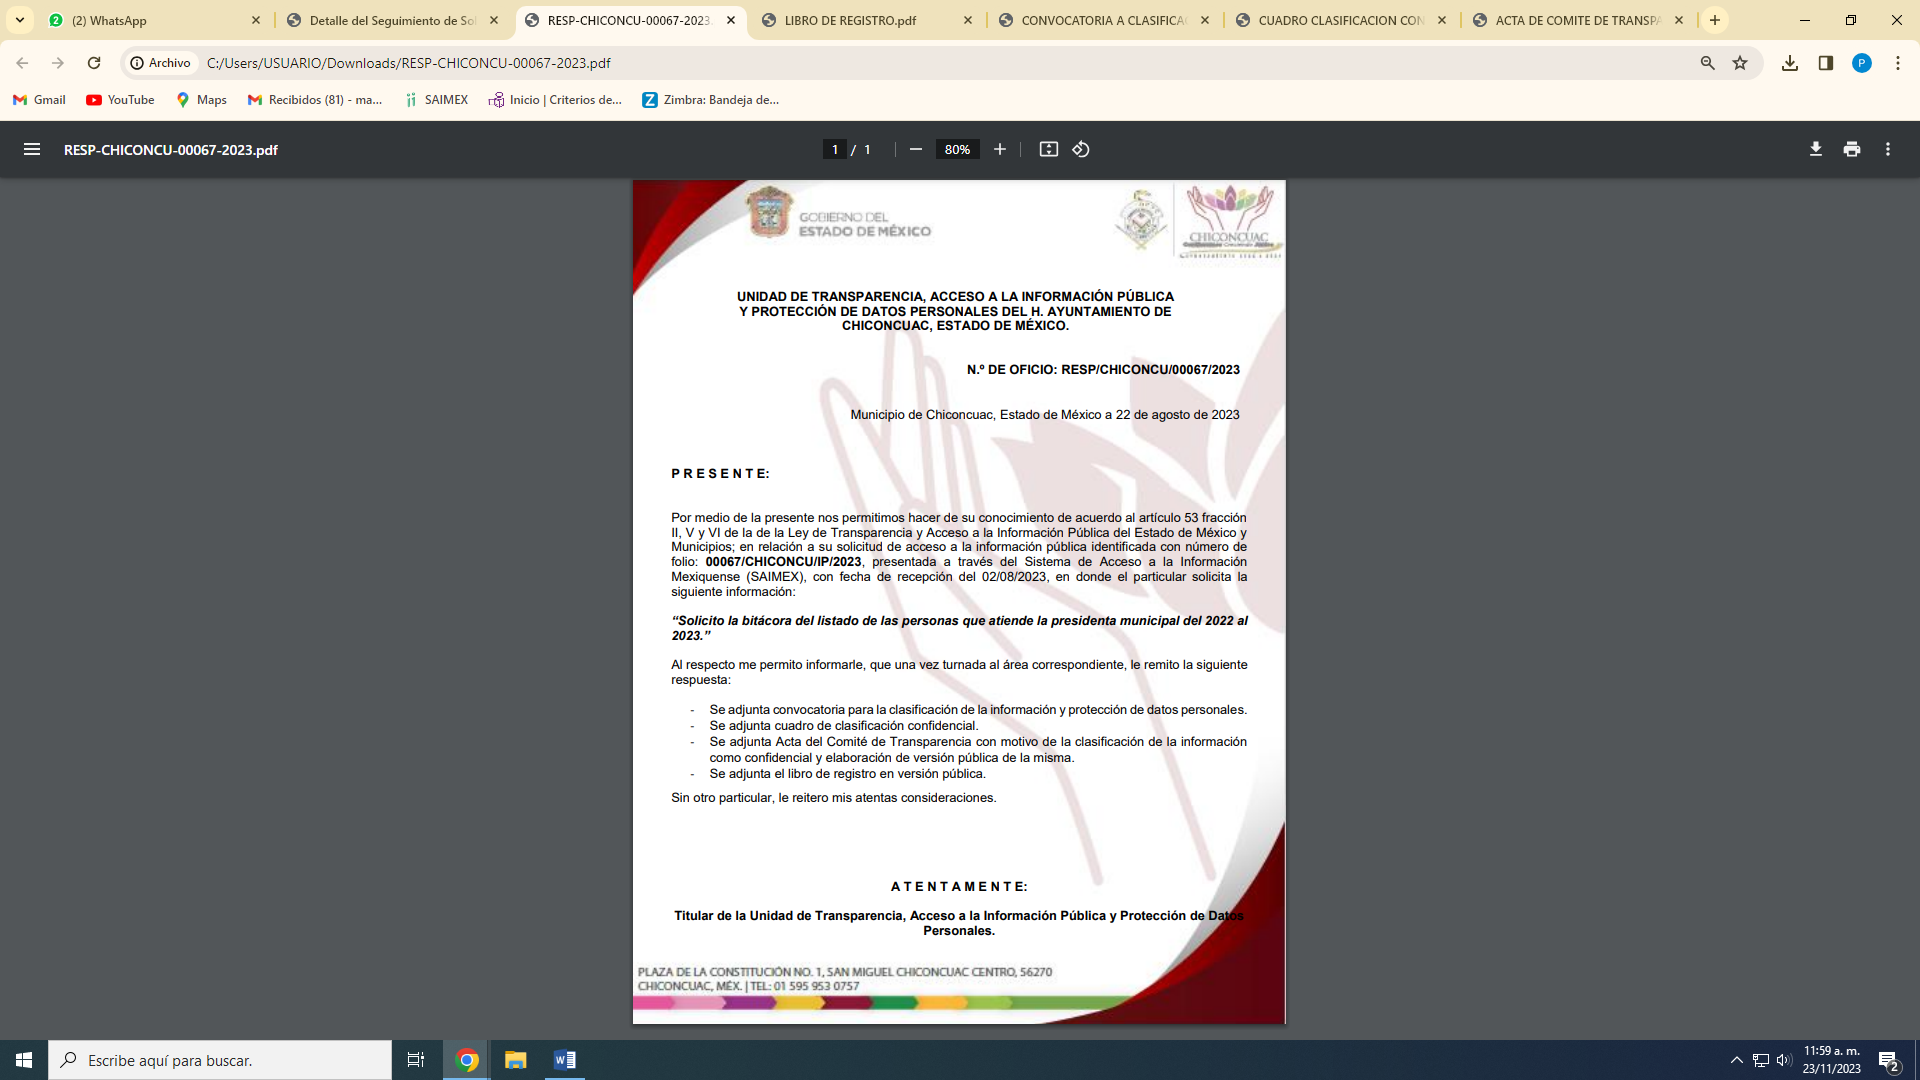 (2) WhatsApp
Detalle del Seguimiento de Sol
RESP-CHICONCU-00067-2023.
LIBRO DE REGISTRO.pdf
CONVOCATORIA A CLASIFICA
CUADRO CLASIFICACION CON
ACTA DE COMITE DE TRANSPA
Archivo
C:/Users/USUARIO/Downloads/RESP-CHICONCU-00067-2023.pdf
P
Gmail
YouTube
Maps
Recibidos (81) - ma...
SAIMEX
Inicio | Criterios de...
Zimbra: Bandeja de...
RESP-CHICONCU-00067-2023.pdf
1 / 1
80%
GOBIERNO DEL
ESTADO DE MÉXICO
CHICONCUAC
UNIDAD DE TRANSPARENCIA, ACCESO A LA INFORMACIÓN PÚBLICA
Y PROTECCIÓN DE DATOS PERSONALES DEL H. AYUNTAMIENTO DE
CHICONCUAC, ESTADO DE MÉXICO.
N.º DE OFICIO: RESP/CHICONCU/00067/2023
Municipio de Chiconcuac, Estado de México a 22 de agosto de 2023
P R E S E N T E:
Por medio de la presente nos permitimos hacer de su conocimiento de acuerdo al artículo 53 fracción
II, V y VI de la de la Ley de Transparencia y Acceso a la Información Pública del Estado de México y
Municipios; en relación a su solicitud de acceso a la información pública identificada con número de
folio: 00067/CHICONCU/IP/2023, presentada a través del Sistema de Acceso a la Información
Mexiquense (SAIMEX), con fecha de recepción del 02/08/2023, en donde el particular solicita la
siguiente información:
“Solicito la bitácora del listado de las personas que atiende la presidenta municipal del 2022 al
2023.”
Al respecto me permito informarle, que una vez turnada al área correspondiente, le remito la siguiente
respuesta:
- Se adjunta convocatoria para la clasificación de la información y protección de datos personales.
- Se adjunta cuadro de clasificación confidencial.
- Se adjunta Acta del Comité de Transparencia con motivo de la clasificación de la información
como confidencial y elaboración de versión pública de la misma.
- Se adjunta el libro de registro en versión pública.
Sin otro particular, le reitero mis atentas consideraciones.
A T E N T A M E N T E:
Titular de la Unidad de Transparencia, Acceso a la Información Pública y Protección de Datos
Personales.
PLAZA DE LA CONSTITUCIÓN NO. 1, SAN MIGUEL CHICONCUAC CENTRO, 56270
CHICONCUAC, MÉX. | TEL: 01 595 953 0757
Escribe aquí para buscar.
11:59 a. m.
23/11/2023
2